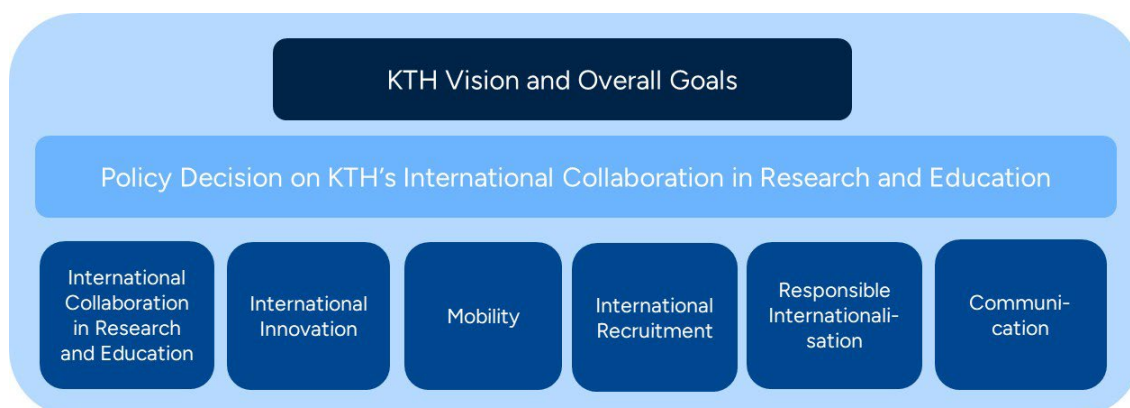 KTH Vision and Overall Goals
Policy Decision on KTH’s International Collaboration in Research and Education
International
Collaboration
in Research
and Education
International
Innovation
Mobility
International
Recruitment
Responsible
Internationali-
sation
Communi-
cation